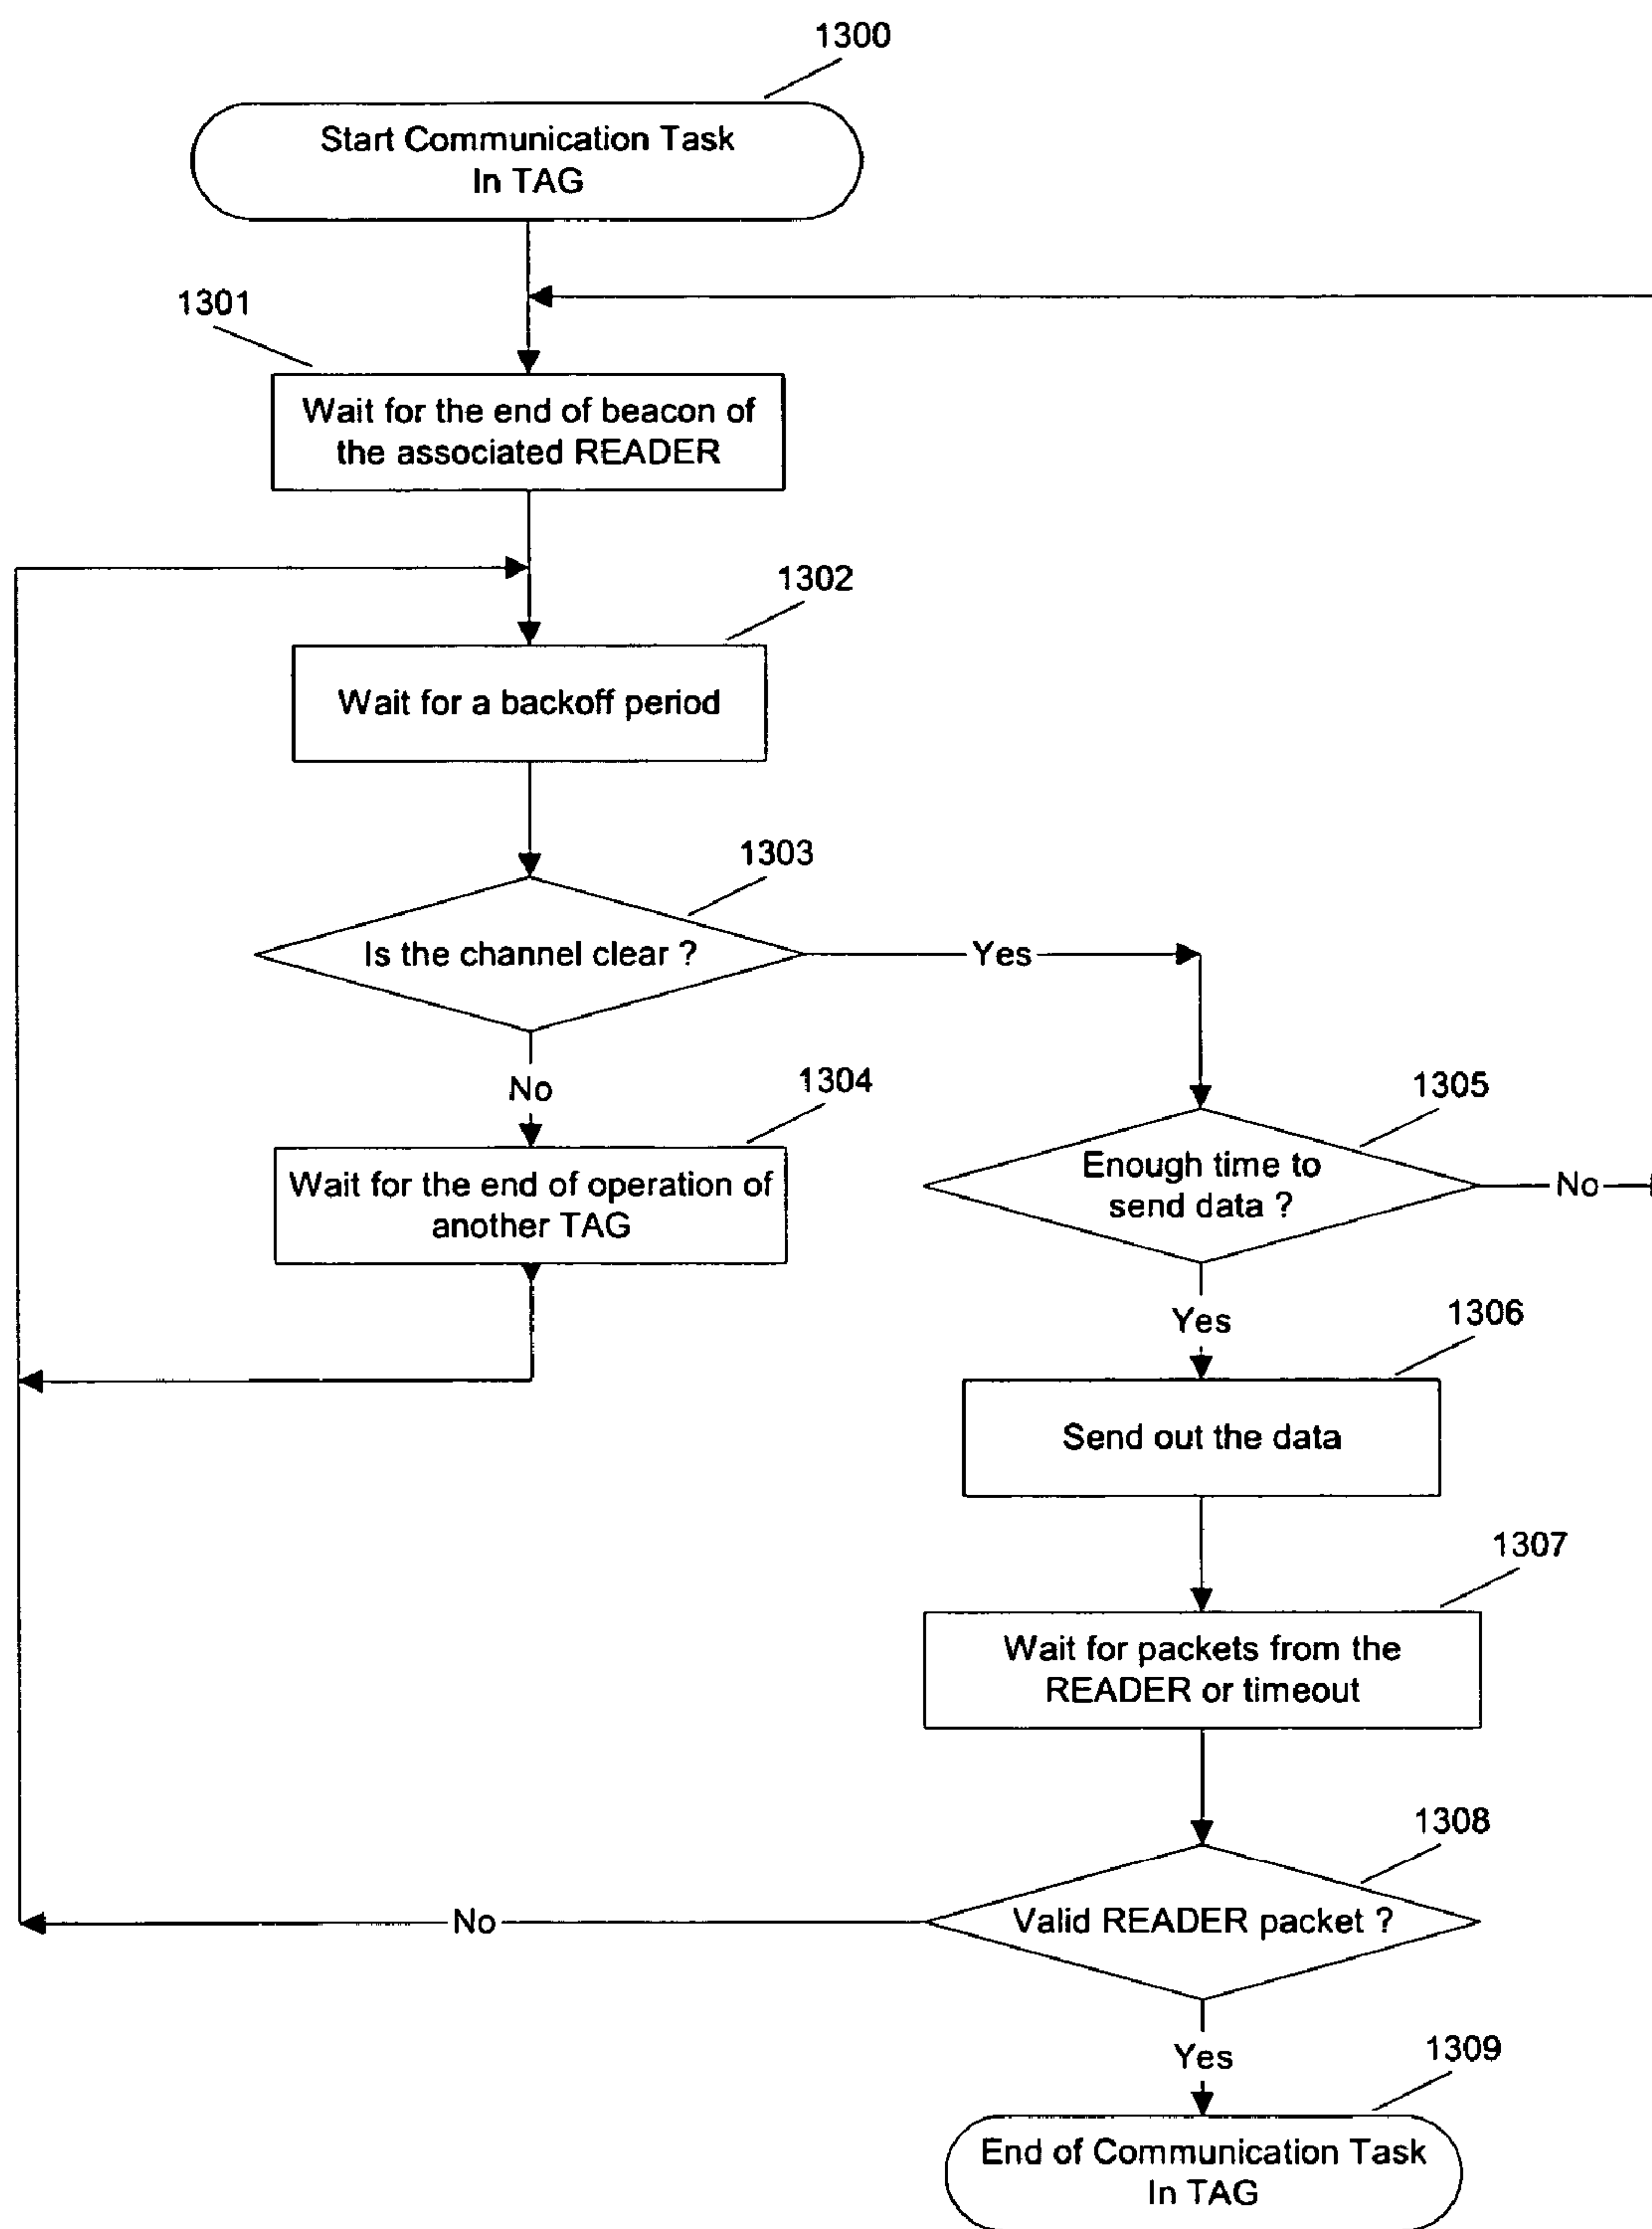 1300
Start Communication Task
In TAG
1301
Wait for the end of beacon of
the associated READER
1302
Wait for a backoff period
1303
Is the channel clear ?
Yes
No
1304
Wait for the end of operation of
another TAG
1305
Enough time to
send data ?
No
Yes
1306
Send out the data
1307
Wait for packets from the
READER or timeout
1308
Valid READER packet ?
No
Yes
1309
End of Communication Task
In TAG